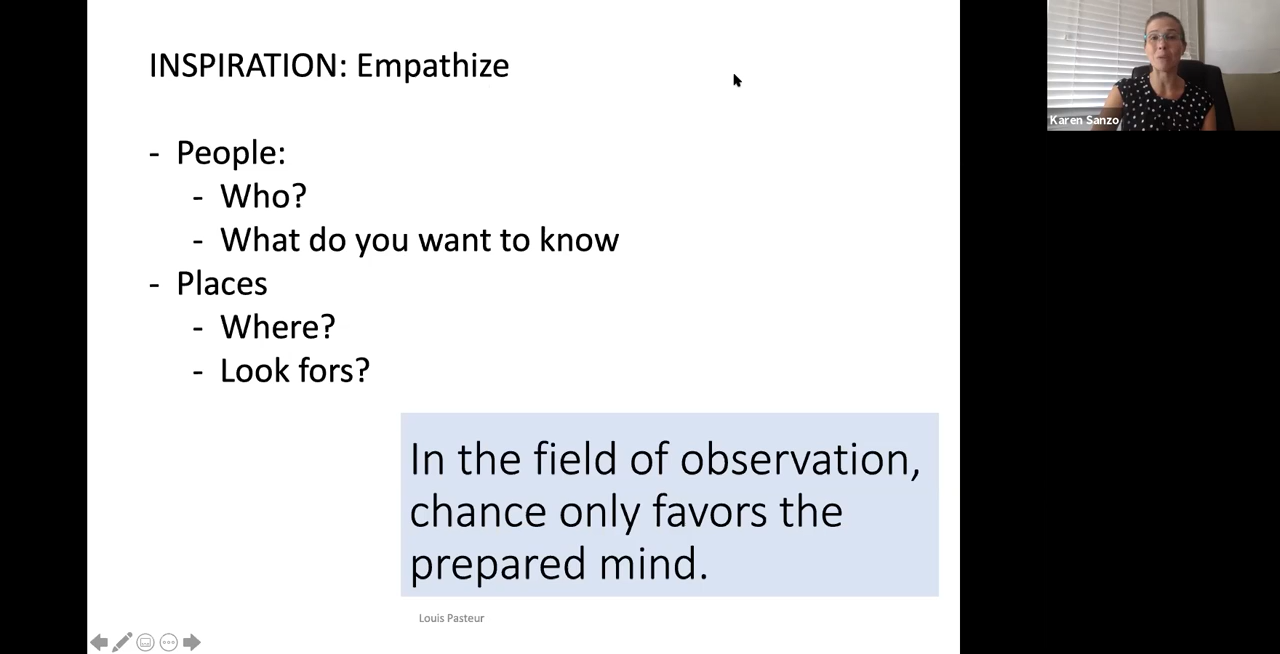 INSPIRATION: Empathize
- People:
- Who?
- What do you want to know
- Places
- Where?
- Look fors?
In the field of observation,
chance only favors the
prepared mind.
Louis Pasteur
Karen Sanzo